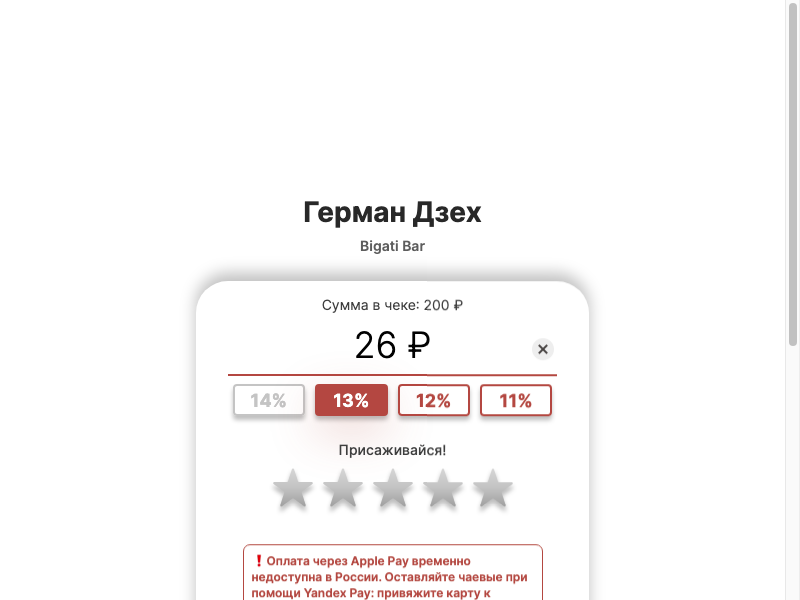 Герман Дзех
Bigati Bar
Сумма в чеке: 200 ₽
26 ₽
14% 13% 12% 11%
Присаживайся!
❗ Оплата через Apple Pay временно
недоступна в России. Оставляйте чаевые при
помощи Yandex Pay: привяжите карту к